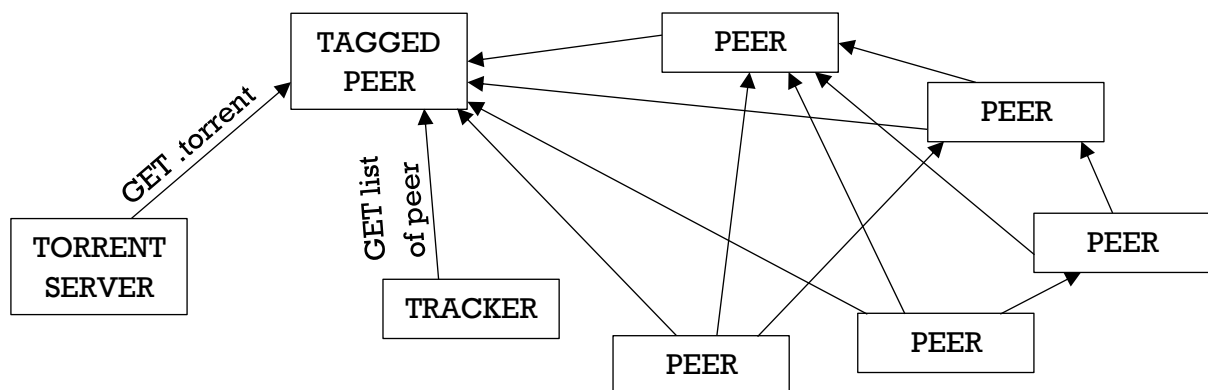 TAGGED
PEER
PEER
PEER
GET .torrent
GET list
of peer
PEER
TORRENT
SERVER
TRACKER
PEER
PEER